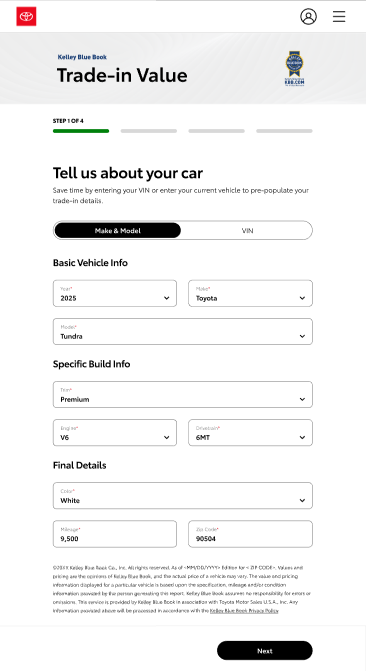 Kelley Blue Book
Trade-in Value
KBB.COM
STEP 1 OF 4
Tell us about your car
Save time by entering your VIN or enter your current vehicle to pre-populate your
trade-in details.
Make & Model
VIN
Basic Vehicle Info
Year*
2025
Make*
Toyota
Model*
Tundra
Specific Build Info
Trim*
Premium
Engine*
V6
Drivetrain*
6MT
Final Details
Color*
White
Mileage*
9,500
Zip Code*
90504
Kelley Blue Book Co., Inc. All rights reserved. As of <MM/DD/YYYY> Edition for < ZIP CODE>. Values and
pricing are the opinions of Kelley Blue Book, and the actual price of a vehicle may vary. The value and pricing
information displayed for a particular vehicle is based upon the specification, mileage and/or condition
information provided by the person generating this report. Kelley Blue Book assumes no responsibility for errors or
omissions. This service is provided by Kelley Blue Book in association with Toyota Motor Sales U.S.A., Inc. Any
information provided above will be processed in accordance with the Kelley Blue Book Privacy Policy.
Next